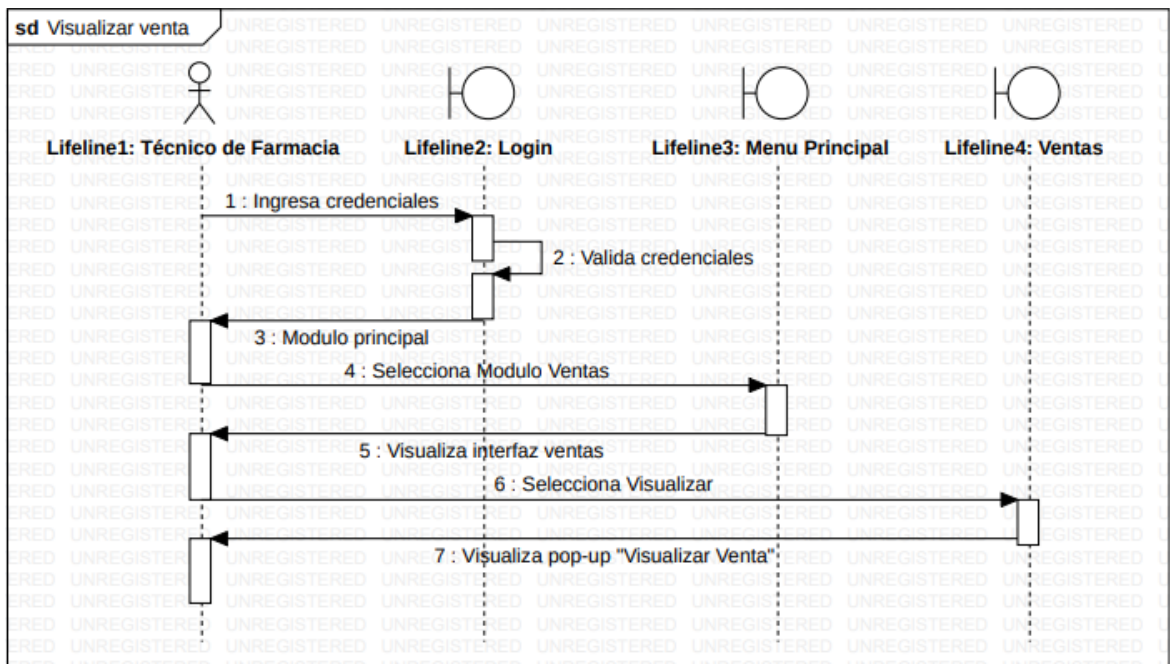 sd Visualizar venta
Lifeline1: Técnico de Farmacia
Lifeline2: Login
Lifeline3: Menu Principal
Lifeline4: Ventas
1 : Ingresa credenciales
2 : Valida credenciales
3 : Modulo principal
4 : Selecciona Modulo Ventas
5 : Visualiza interfaz ventas
6 : Selecciona Visualizar
7 : Visualiza pop-up "Visualizar Venta"
UNREGISTERED